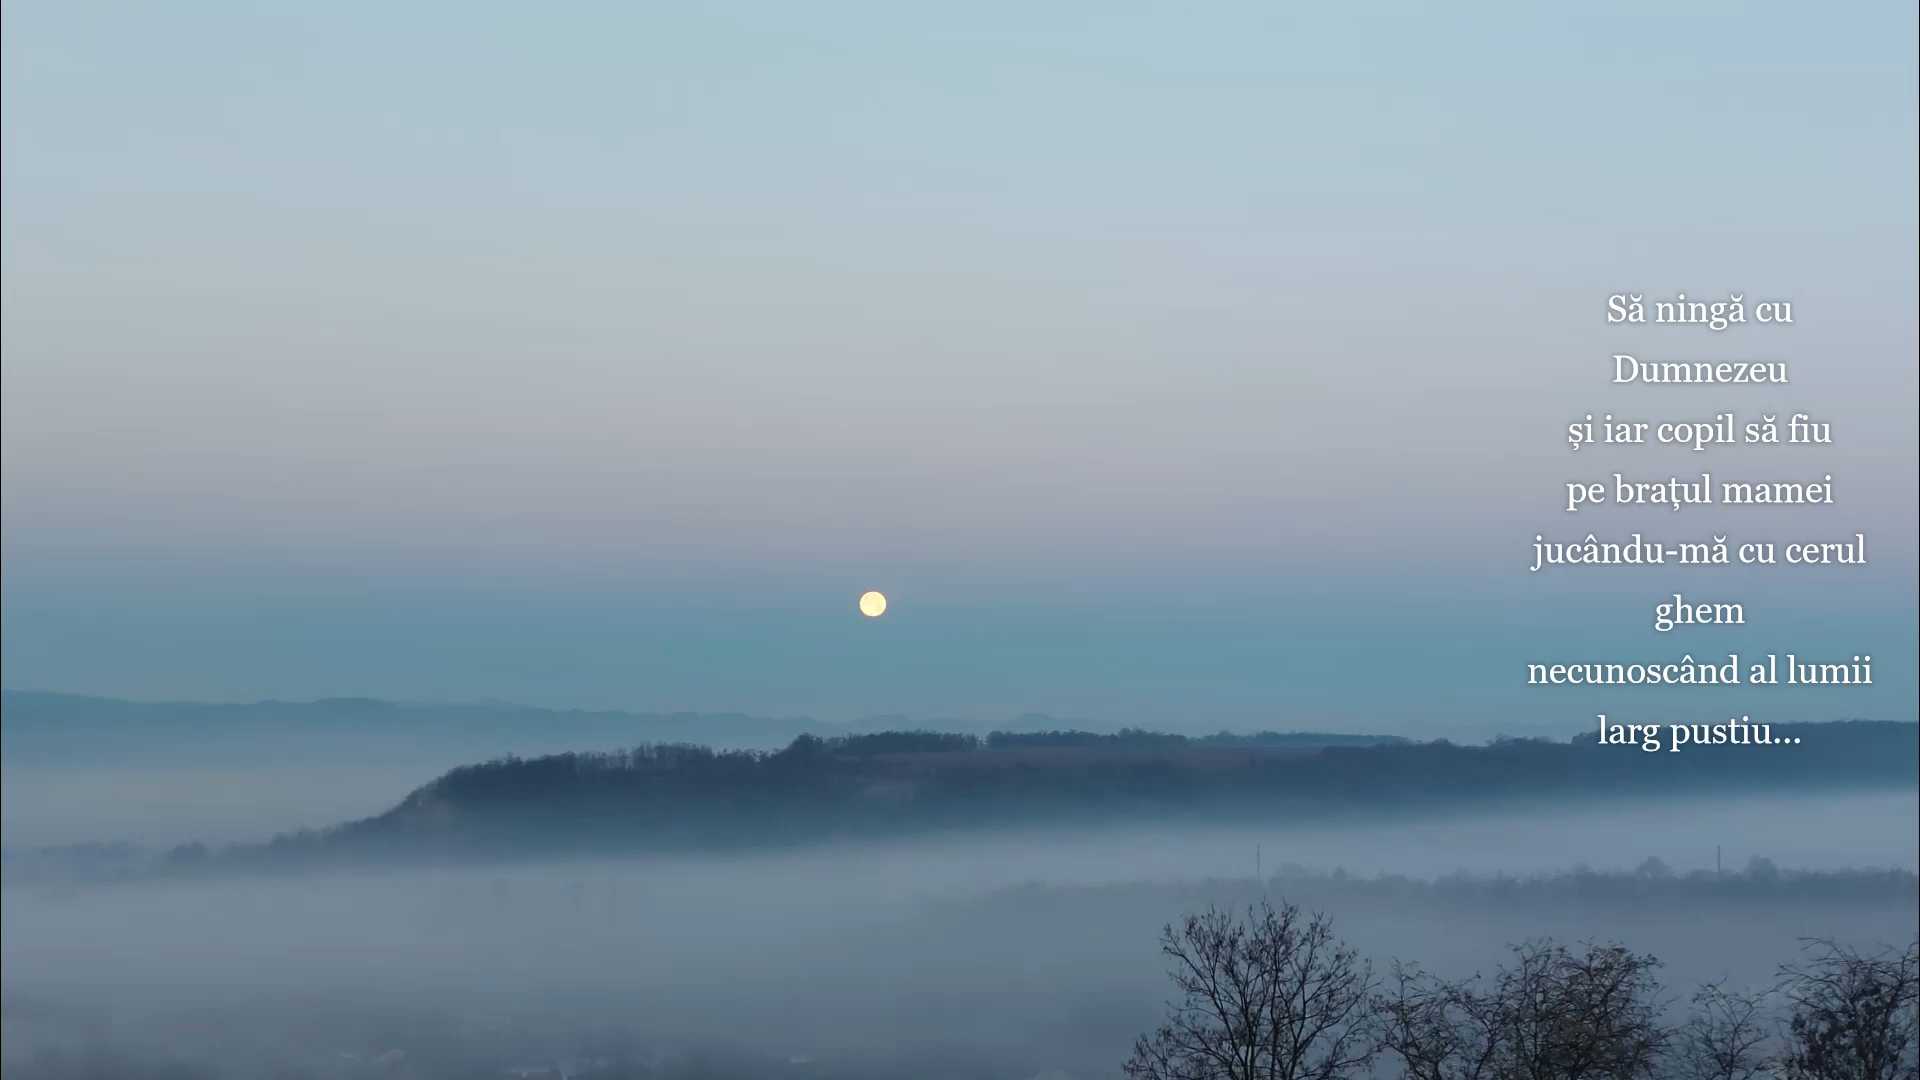 Să ningă cu
Dumnezeu
și iar copil să fiu
pe brațul mamei
jucându-mă cu cerul
ghem
necunoscând al lumii
larg pustiu...